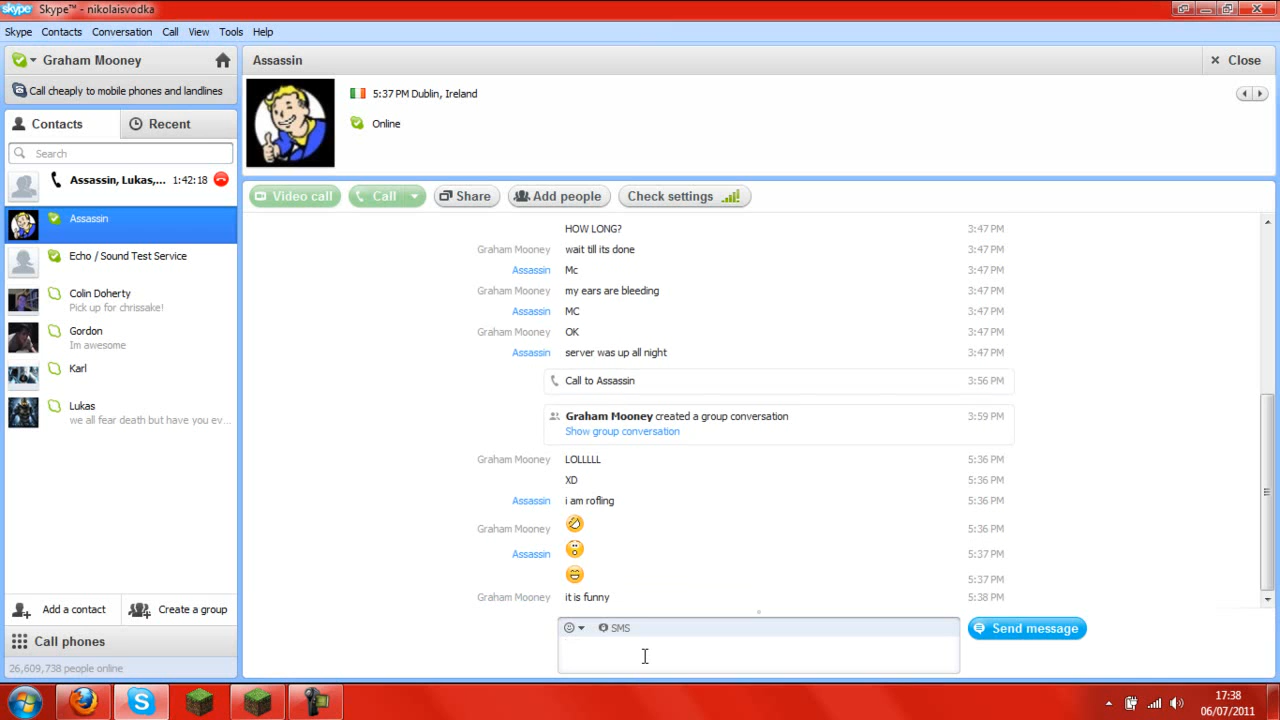 skype Skype™ - nikolaisvodka
Skype Contacts Conversation Call View Tools Help
Graham Mooney
Call cheaply to mobile phones and landlines
Contacts Recent
Search
Assassin, Lukas,... 1:42:18
Assassin
Echo / Sound Test Service
Colin Doherty
Pick up for chrissake!
Gordon
Im awesome
Karl
Lukas
we all fear death but have you ev...
Add a contact Create a group
Call phones
26,609,738 people online
Assassin Close
5:37 PM Dublin, Ireland
Online
Video call Call Share Add people Check settings
HOW LONG? 3:47 PM
Graham Mooney wait till its done 3:47 PM
Assassin Mc 3:47 PM
Graham Mooney my ears are bleeding 3:47 PM
Assassin MC 3:47 PM
Graham Mooney OK 3:47 PM
Assassin server was up all night 3:47 PM
Call to Assassin 3:56 PM
Graham Mooney created a group conversation 3:59 PM
Show group conversation
Graham Mooney LOLLLLL 5:36 PM
XD 5:36 PM
Assassin i am rofling 5:36 PM
Graham Mooney 5:36 PM
Assassin 5:37 PM
5:37 PM
Graham Mooney it is funny 5:38 PM
SMS
Send message
17:38
06/07/2011